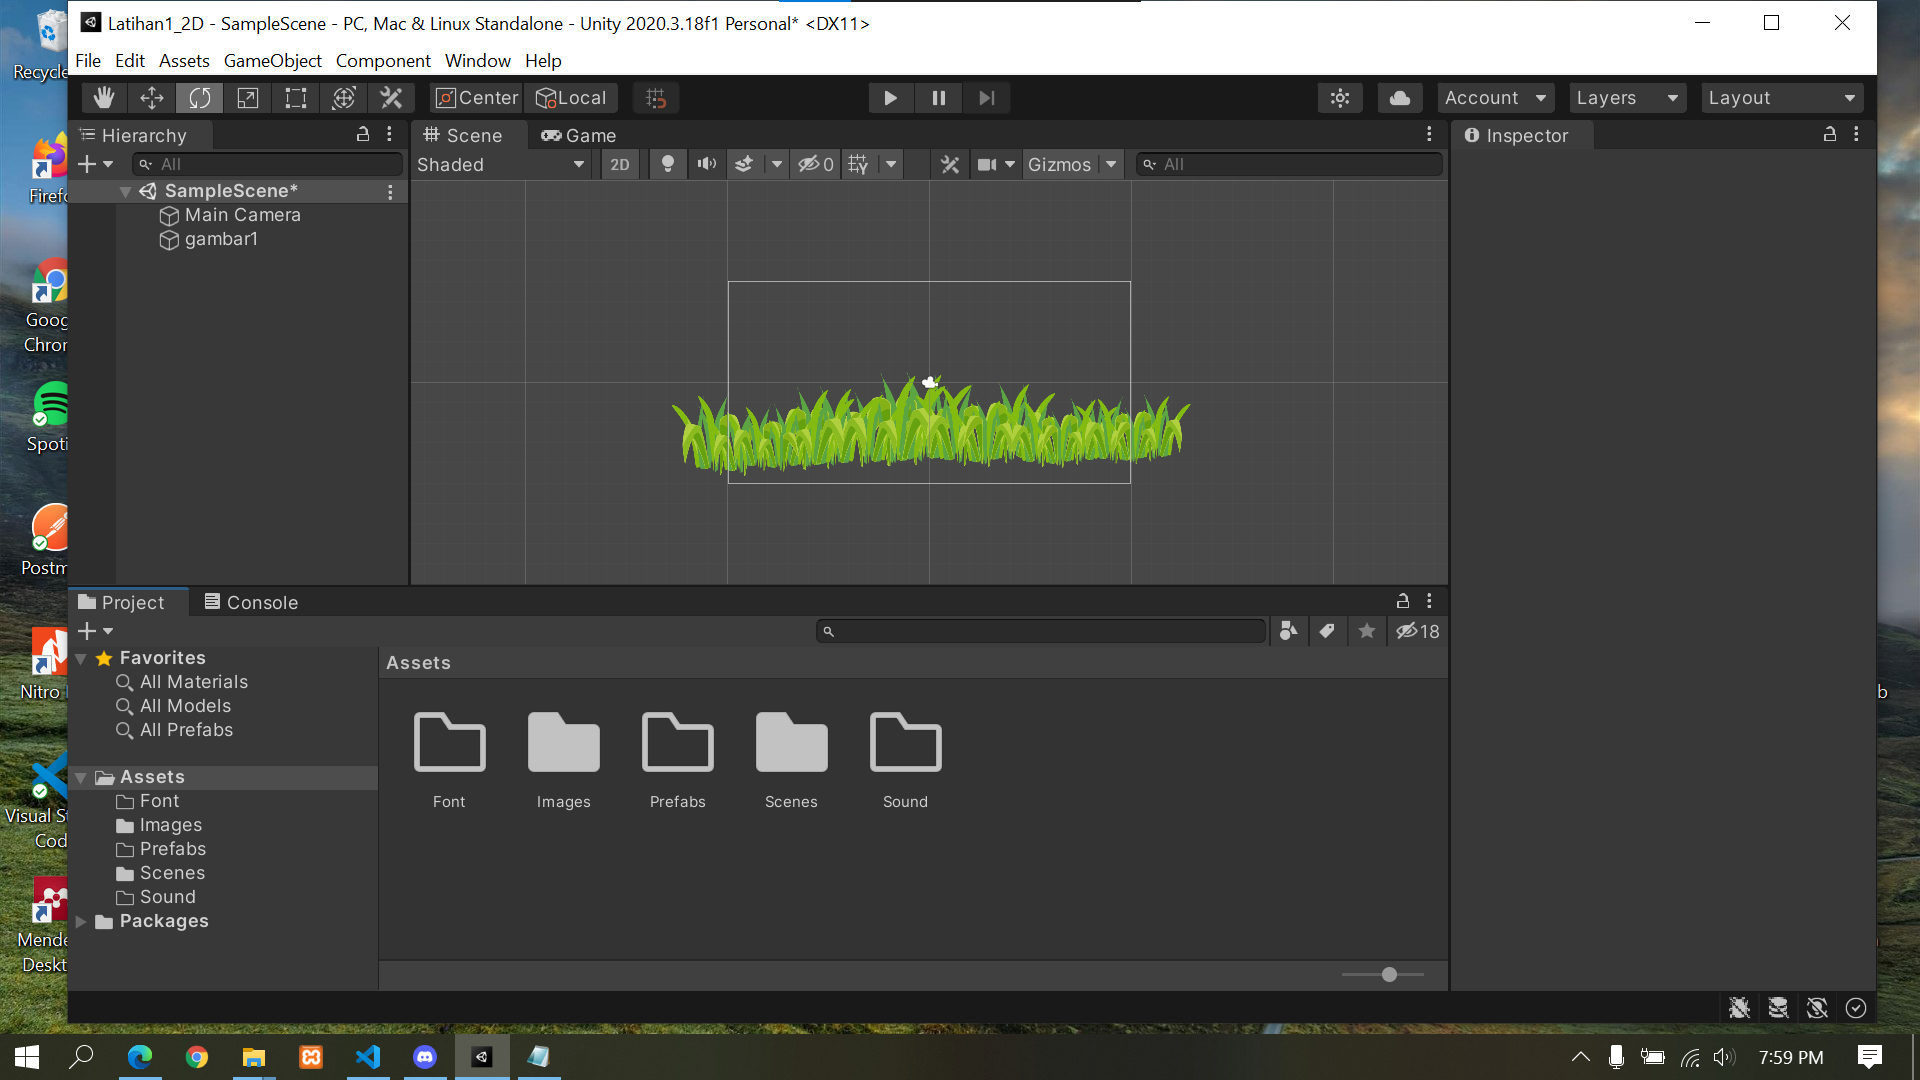 Latihan1_2D - SampleScene - PC, Mac & Linux Standalone - Unity 2020.3.18f1 Personal* <DX11>
File Edit Assets GameObject Component Window Help
Center Local Account Layers Layout
Hierarchy
All
SampleScene*
Main Camera
gambar1
Scene Game
Shaded 2D 0 Gizmos All
Inspector
Project Console
18
Favorites
All Materials
All Models
All Prefabs
Assets
Font
Images
Prefabs
Scenes
Sound
Packages
Assets
Font Images Prefabs Scenes Sound
Recycle
Firefo
Goog
Chror
Spoti
Postm
Nitro
Visual St
Cod
Mende
Deskt
b
7:59 PM